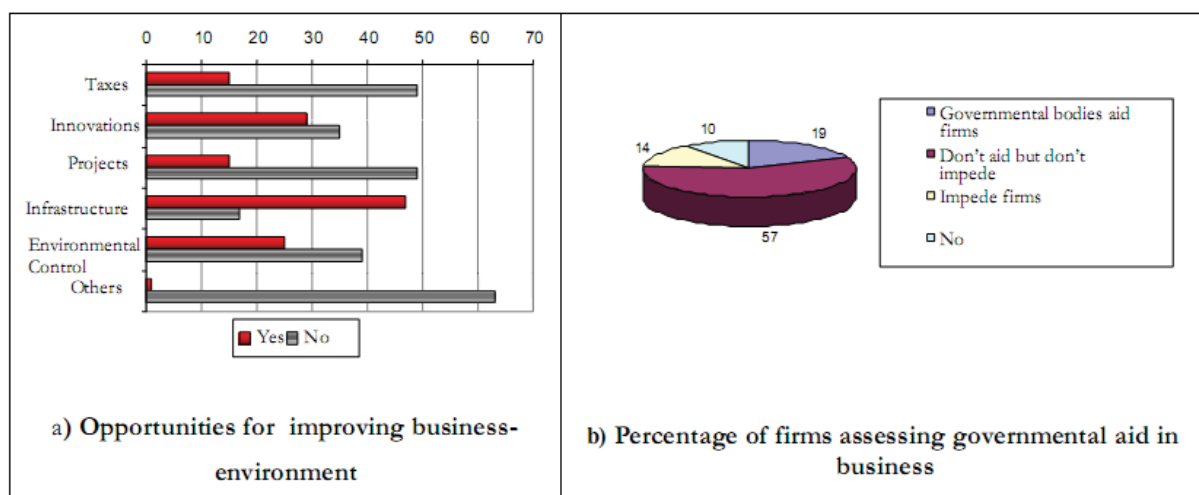 0 10 20 30 40 50 60 70
Taxes
Innovations
Projects
Infrastructure
Environmental
Control
Others
Yes No
a) Opportunities for improving business-
environment
10
19
14
57
Governmental bodies aid
firms
Don't aid but don't
impede
Impede firms
No
b) Percentage of firms assessing governmental aid in
business